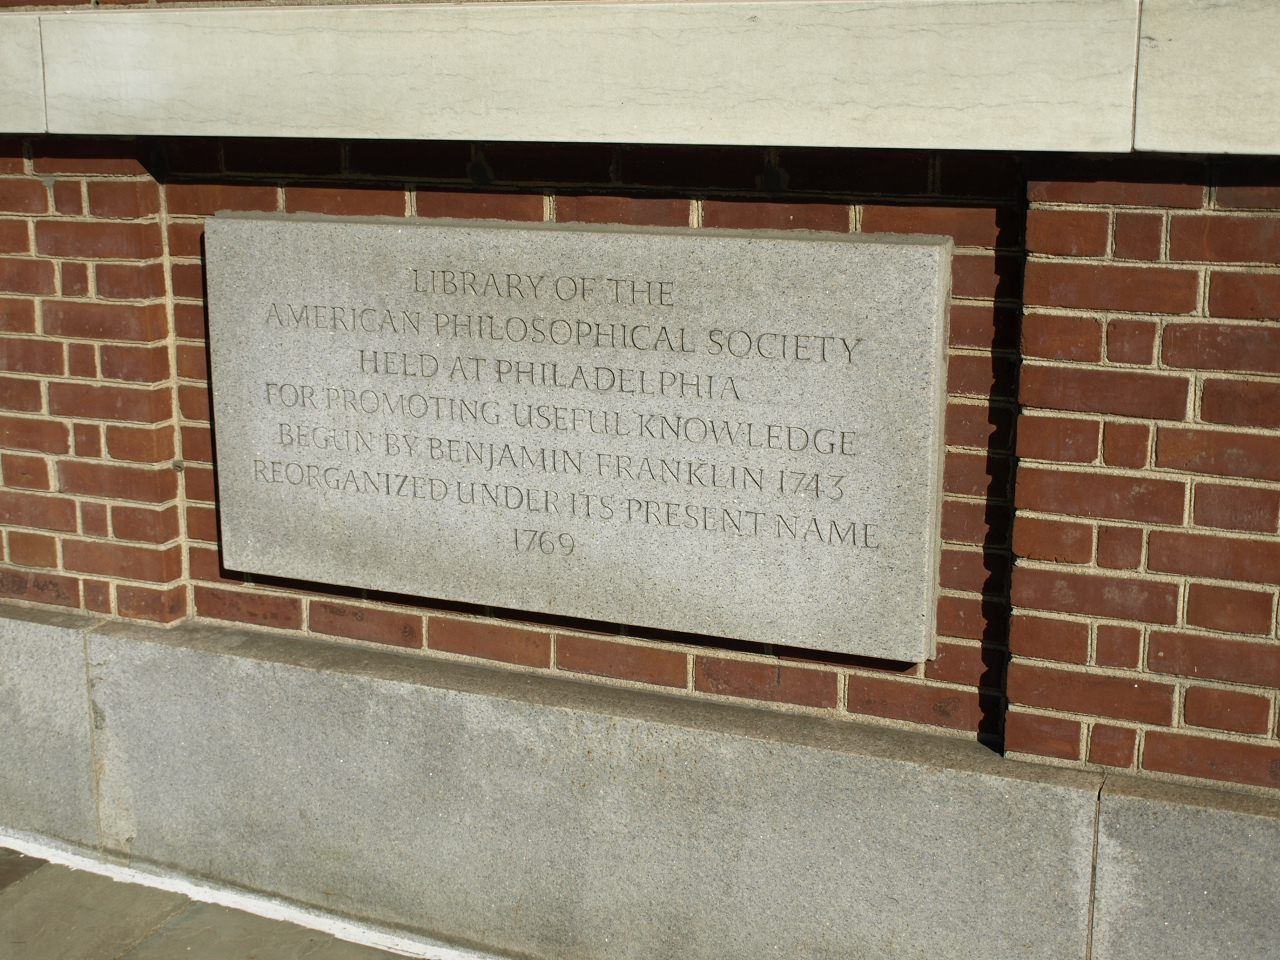 LIBRARY OF THE
AMERICAN PHILOSOPHICAL SOCIETY
HELD AT PHILADELPHIA
FOR PROMOTING USEFUL KNOWLEDGE
BEGUN BY BENJAMIN FRANKLIN 1743
REORGANIZED UNDER ITS PRESENT NAME
1769